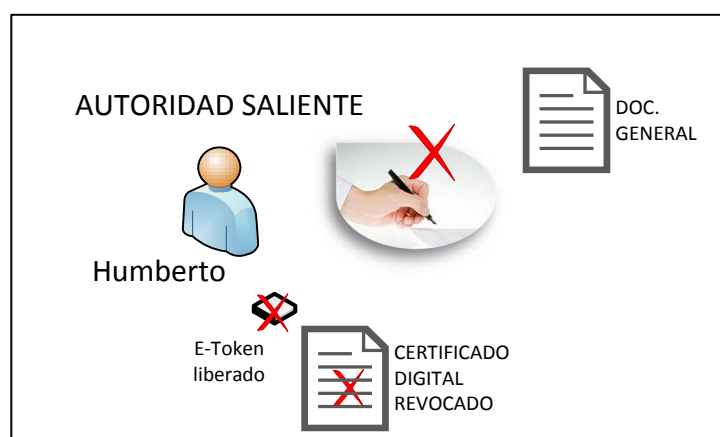 AUTORIDAD SALIENTE
DOC.
GENERAL
Humberto
E-Token
liberado
CERTIFICADO
DIGITAL
REVOCADO